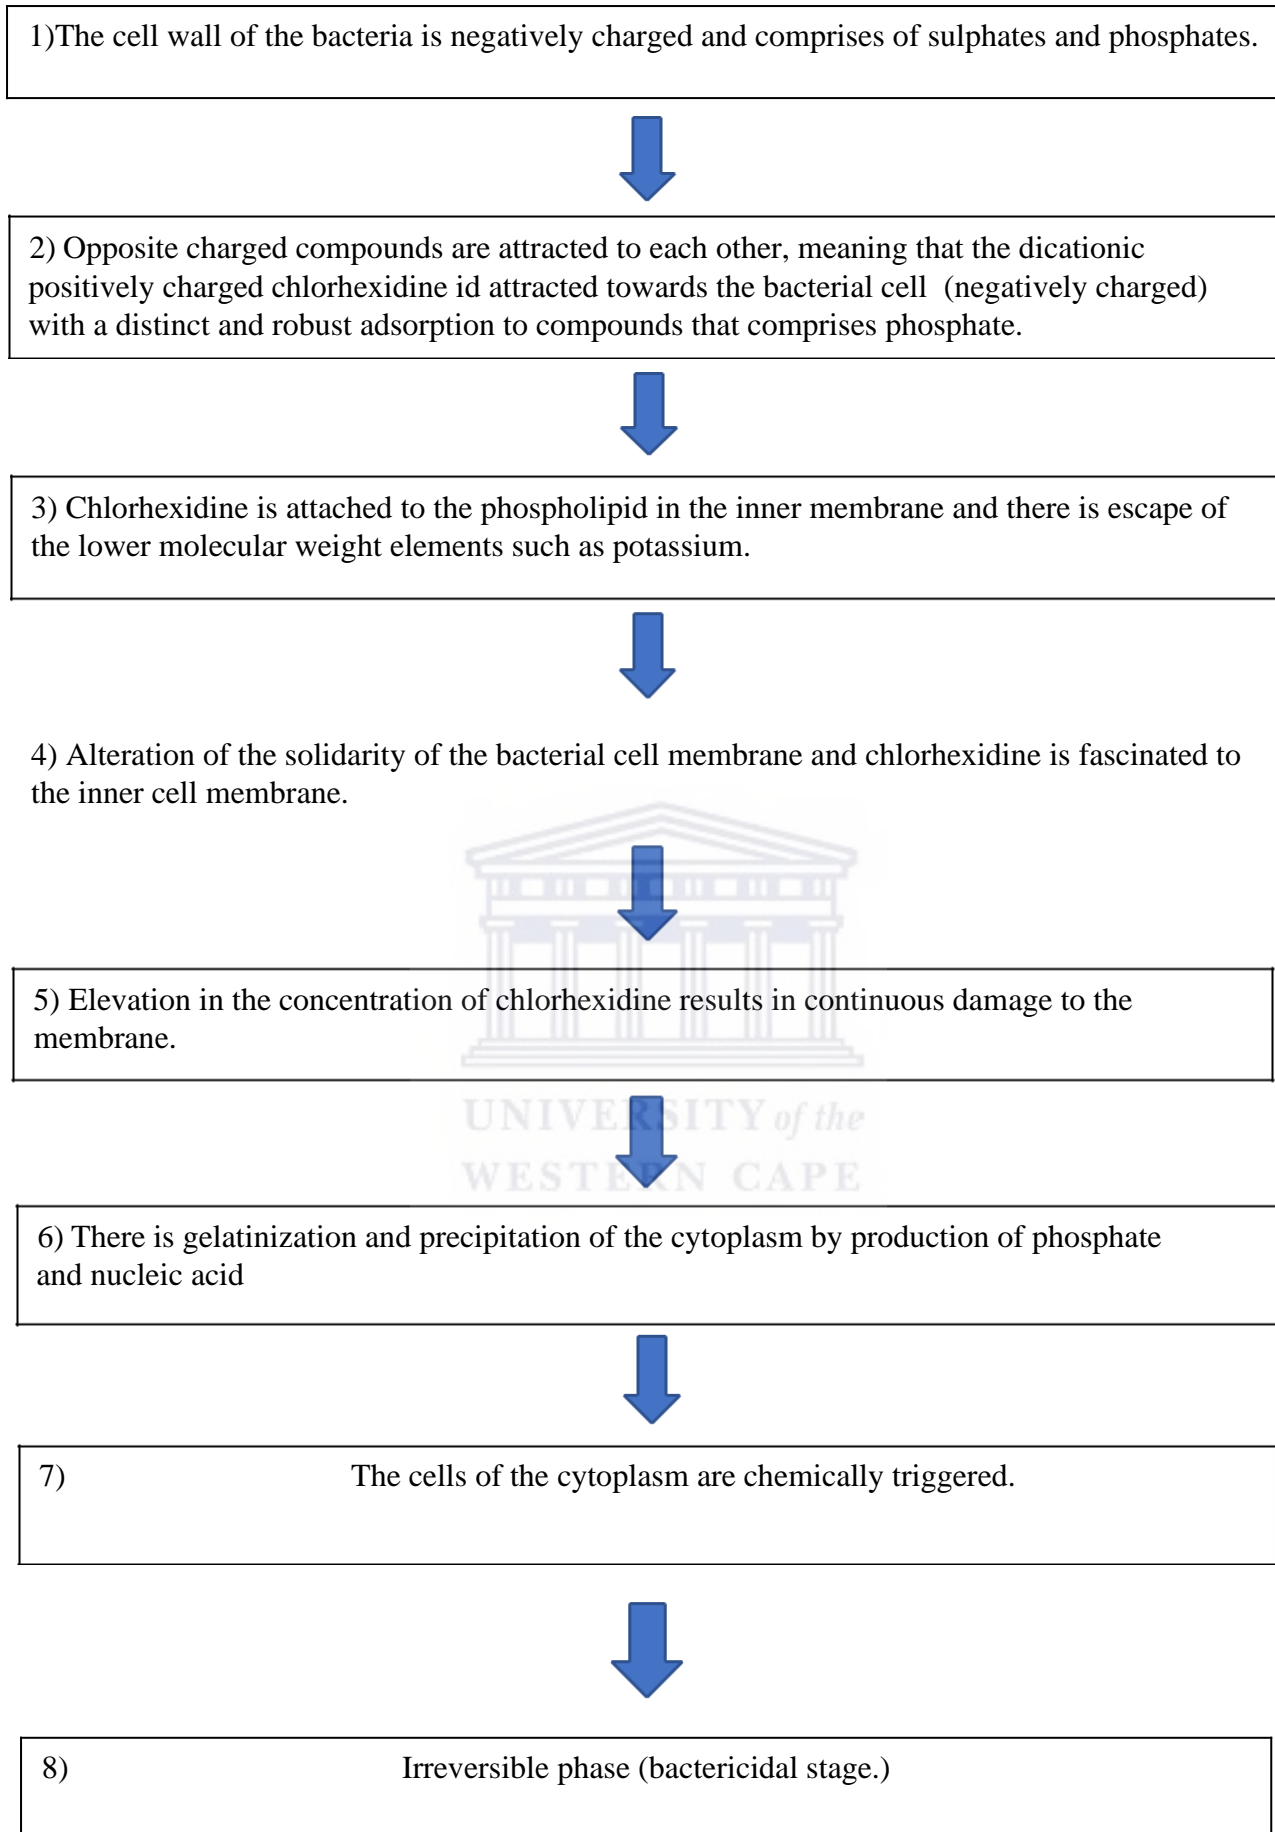 1)The cell wall of the bacteria is negatively charged and comprises of sulphates and phosphates.
2) Opposite charged compounds are attracted to each other, meaning that the dicationic
positively charged chlorhexidine id attracted towards the bacterial cell (negatively charged)
with a distinct and robust adsorption to compounds that comprises phosphate.
3) Chlorhexidine is attached to the phospholipid in the inner membrane and there is escape of
the lower molecular weight elements such as potassium.
4) Alteration of the solidarity of the bacterial cell membrane and chlorhexidine is fascinated to
the inner cell membrane.
5) Elevation in the concentration of chlorhexidine results in continuous damage to the
membrane.
UNIVERSITY of the
WESTERN CAPE
6) There is gelatinization and precipitation of the cytoplasm by production of phosphate
and nucleic acid
7) The cells of the cytoplasm are chemically triggered.
8) Irreversible phase (bactericidal stage.)